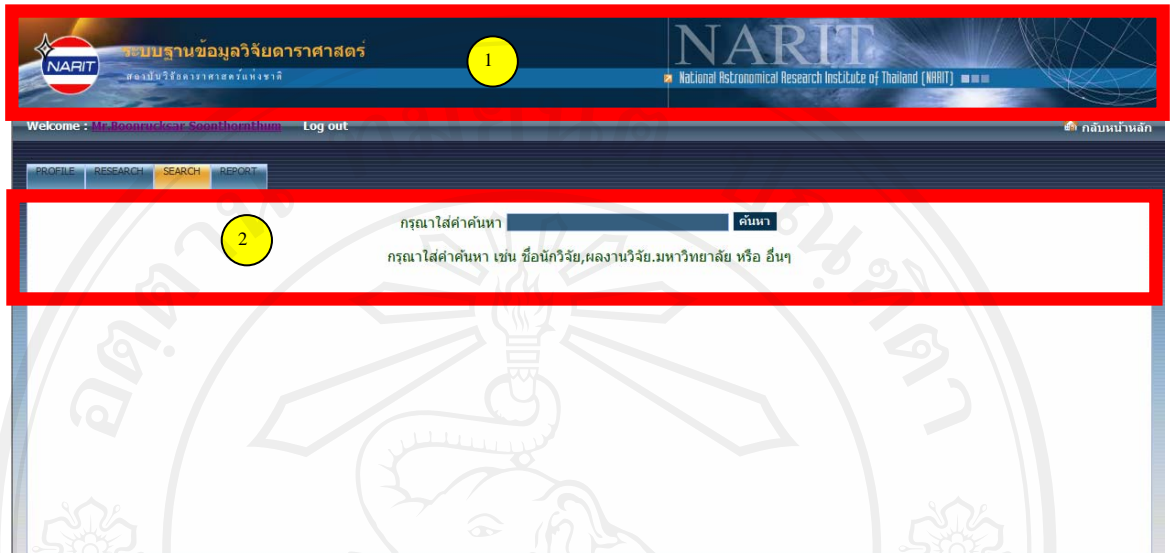 NARIT
ระบบฐานข้อมูลวิจัยดาราศาสตร์
สถาบันวิจัยดาราศาสตร์แห่งชาติ
1
NARIT
National Astronomical Research Institute of Thailand (NARIT)
Welcome : Mr.Boonrucksar Soonthornthum Log out
กลับหน้าหลัก
PROFILE RESEARCH SEARCH REPORT
2
กรุณาใส่คำค้นหา ค้นหา
กรุณาใส่คำค้นหา เช่น ชื่อนักวิจัย,ผลงานวิจัย.มหาวิทยาลัย หรือ อื่นๆ